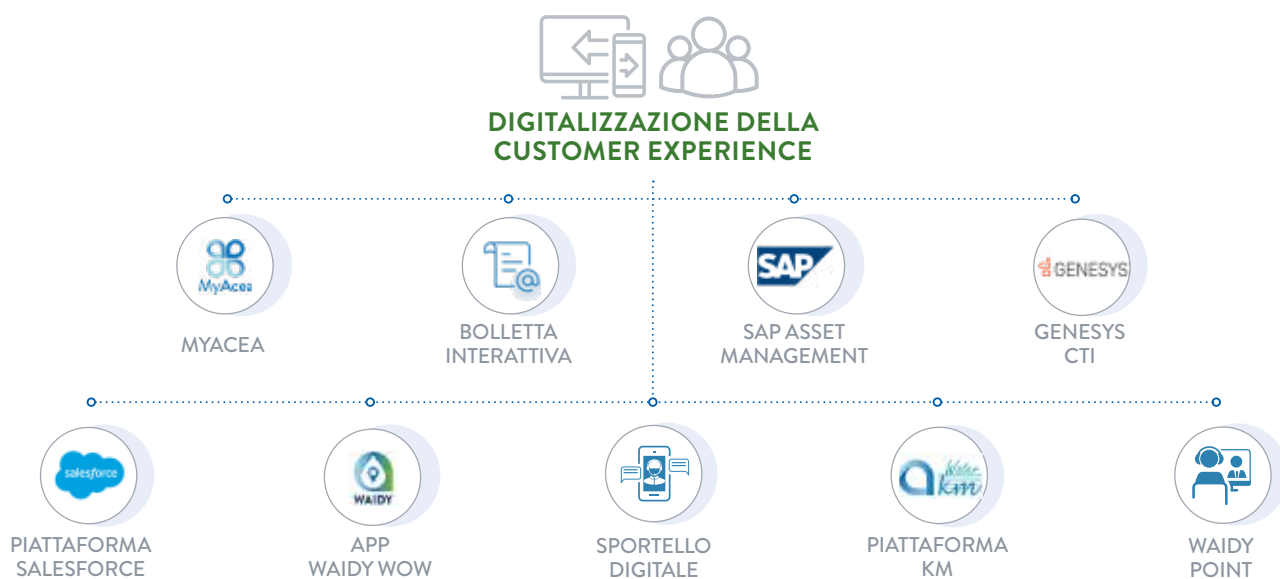 DIGITALIZZAZIONE DELLA
CUSTOMER EXPERIENCE
MyAcea
@
SAP
GENESYS
MYACEA
BOLLETTA
INTERATTIVA
SAP ASSET
MANAGEMENT
GENESYS
CTI
salesforce
WAIDY
Water
km
PIATTAFORMA
SALESFORCE
APP
WAIDY WOW
SPORTELLO
DIGITALE
PIATTAFORMA
KM
WAIDY
POINT